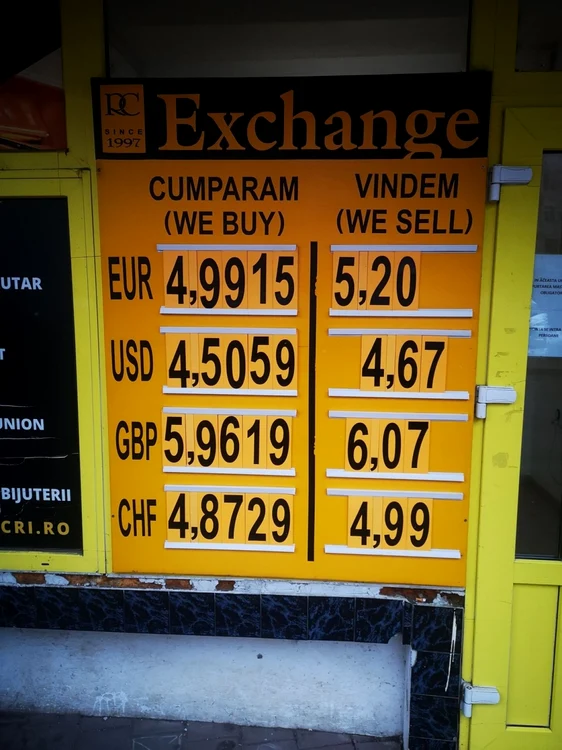 RC
SINCE
1997
Exchange
CUMPARAM
(WE BUY)
VINDEM
(WE SELL)
EUR 4,9915 5,20
USD 4,5059 4,67
GBP 5,9619 6,07
CHF 4,8729 4,99
UTAR
T
UNION
BIJUTERII
CRI.RO